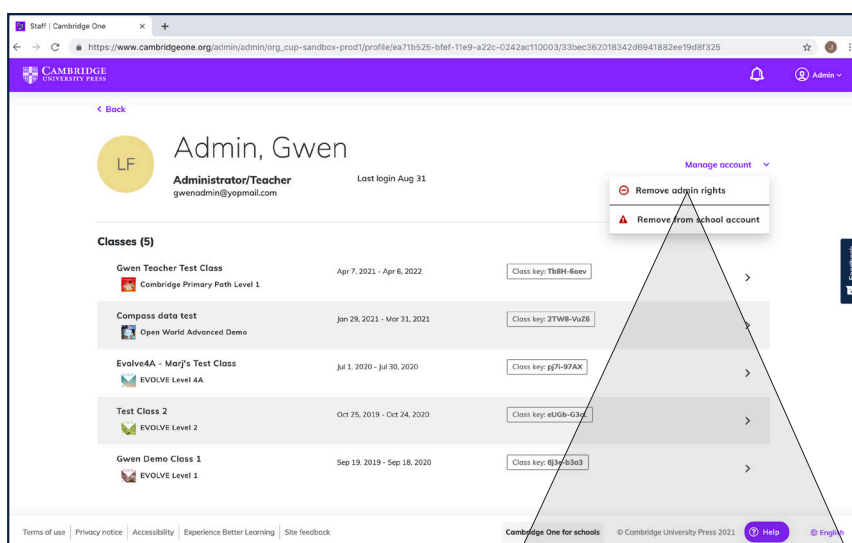 Staff | Cambridge One
https://www.cambridgeone.org/admin/admin/org_cup-sandbox-prod1/profile/ea71b525-bfef-11e9-a22c-0242ac110003/33bec362018342d6941882ee19d8f325
J
CAMBRIDGE
UNIVERSITY PRESS
Admin
< Back
LF
Admin, Gwen
Administrator/Teacher
Last login Aug 31
gwenadmin@yopmail.com
Manage account
Remove admin rights
Remove from school account
Classes (5)
Gwen Teacher Test Class
Cambridge Primary Path Level 1
Apr 7, 2021 - Apr 6, 2022
Class key: Tb8H-6aev
Compass data test
Open World Advanced Demo
Jan 29, 2021 - Mar 31, 2021
Class key: 2TWB-VuZ6
Evolve4A - Marj's Test Class
EVOLVE Level 4A
Jul 1, 2020 - Jul 30, 2020
Class key: pj7i-97AX
Test Class 2
EVOLVE Level 2
Oct 25, 2019 - Oct 24, 2020
Class key:
Gwen Demo Class 1
EVOLVE Level 1
Sep 19, 2019 - Sep 18, 2020
Class key:
Feedback
Terms of use | Privacy notice | Accessibility | Experience Better Learning | Site feedback
Cambridge One for schools
© Cambridge University Press 2021
? Help
English